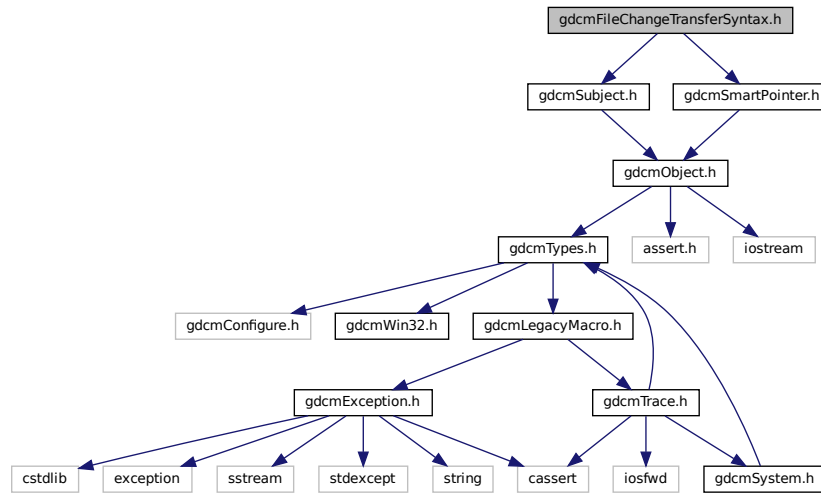 gdcmFileChangeTransferSyntax.h
gdcmSubject.h
gdcmSmartPointer.h
gdcmObject.h
gdcmTypes.h
assert.h
iostream
gdcmConfigure.h
gdcmWin32.h
gdcmLegacyMacro.h
gdcmException.h
gdcmTrace.h
cstdlib
exception
sstream
stdexcept
string
cassert
iosfwd
gdcmSystem.h